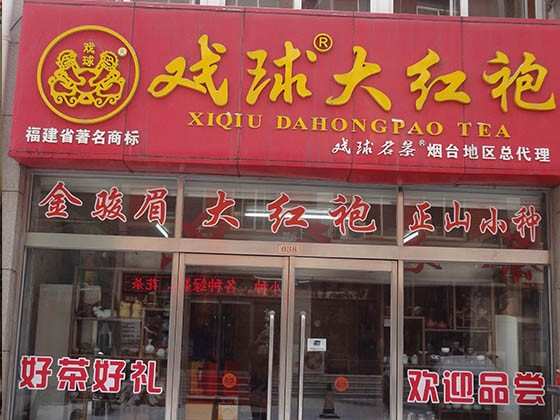 戏球
戏球®大红袍
XIQIU DAHONGPAO TEA
福建省著名商标
戏球名茶®烟台地区总代理
金骏眉 大红袍 正山小种
038
好茶好礼
欢迎品尝